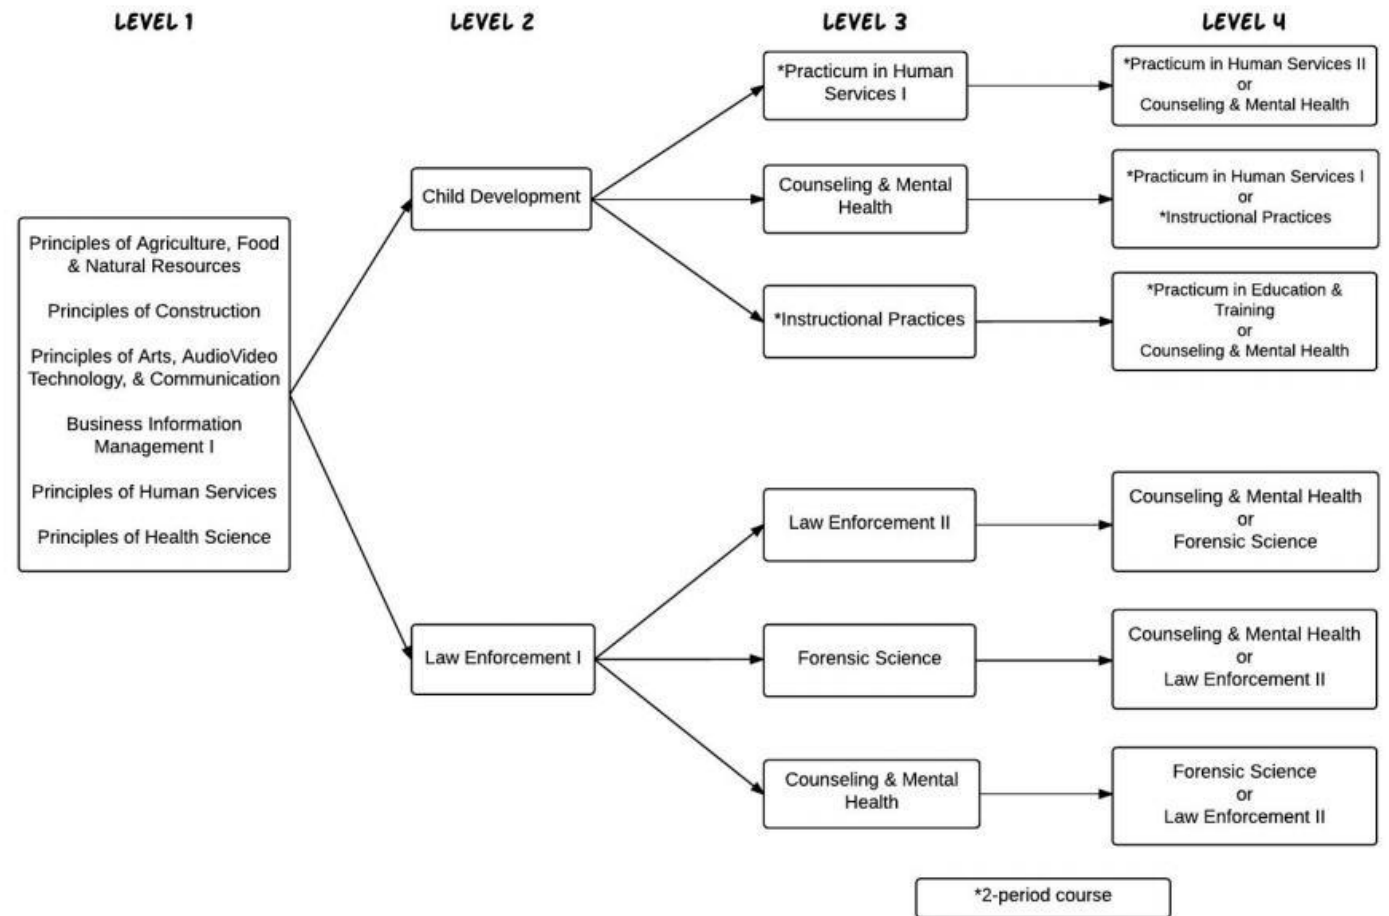 LEVEL 1
LEVEL 2
LEVEL 3
LEVEL 4
Principles of Agriculture, Food
& Natural Resources
Principles of Construction
Principles of Arts, AudioVideo
Technology, & Communication
Business Information
Management I
Principles of Human Services
Principles of Health Science
Child Development
Law Enforcement I
*Practicum in Human
Services I
Counseling & Mental
Health
*Instructional Practices
Law Enforcement II
Forensic Science
Counseling & Mental
Health
*Practicum in Human Services II
or
Counseling & Mental Health
*Practicum in Human Services I
or
*Instructional Practices
*Practicum in Education &
Training
or
Counseling & Mental Health
Counseling & Mental Health
or
Forensic Science
Counseling & Mental Health
or
Law Enforcement II
Forensic Science
or
Law Enforcement II
*2-period course